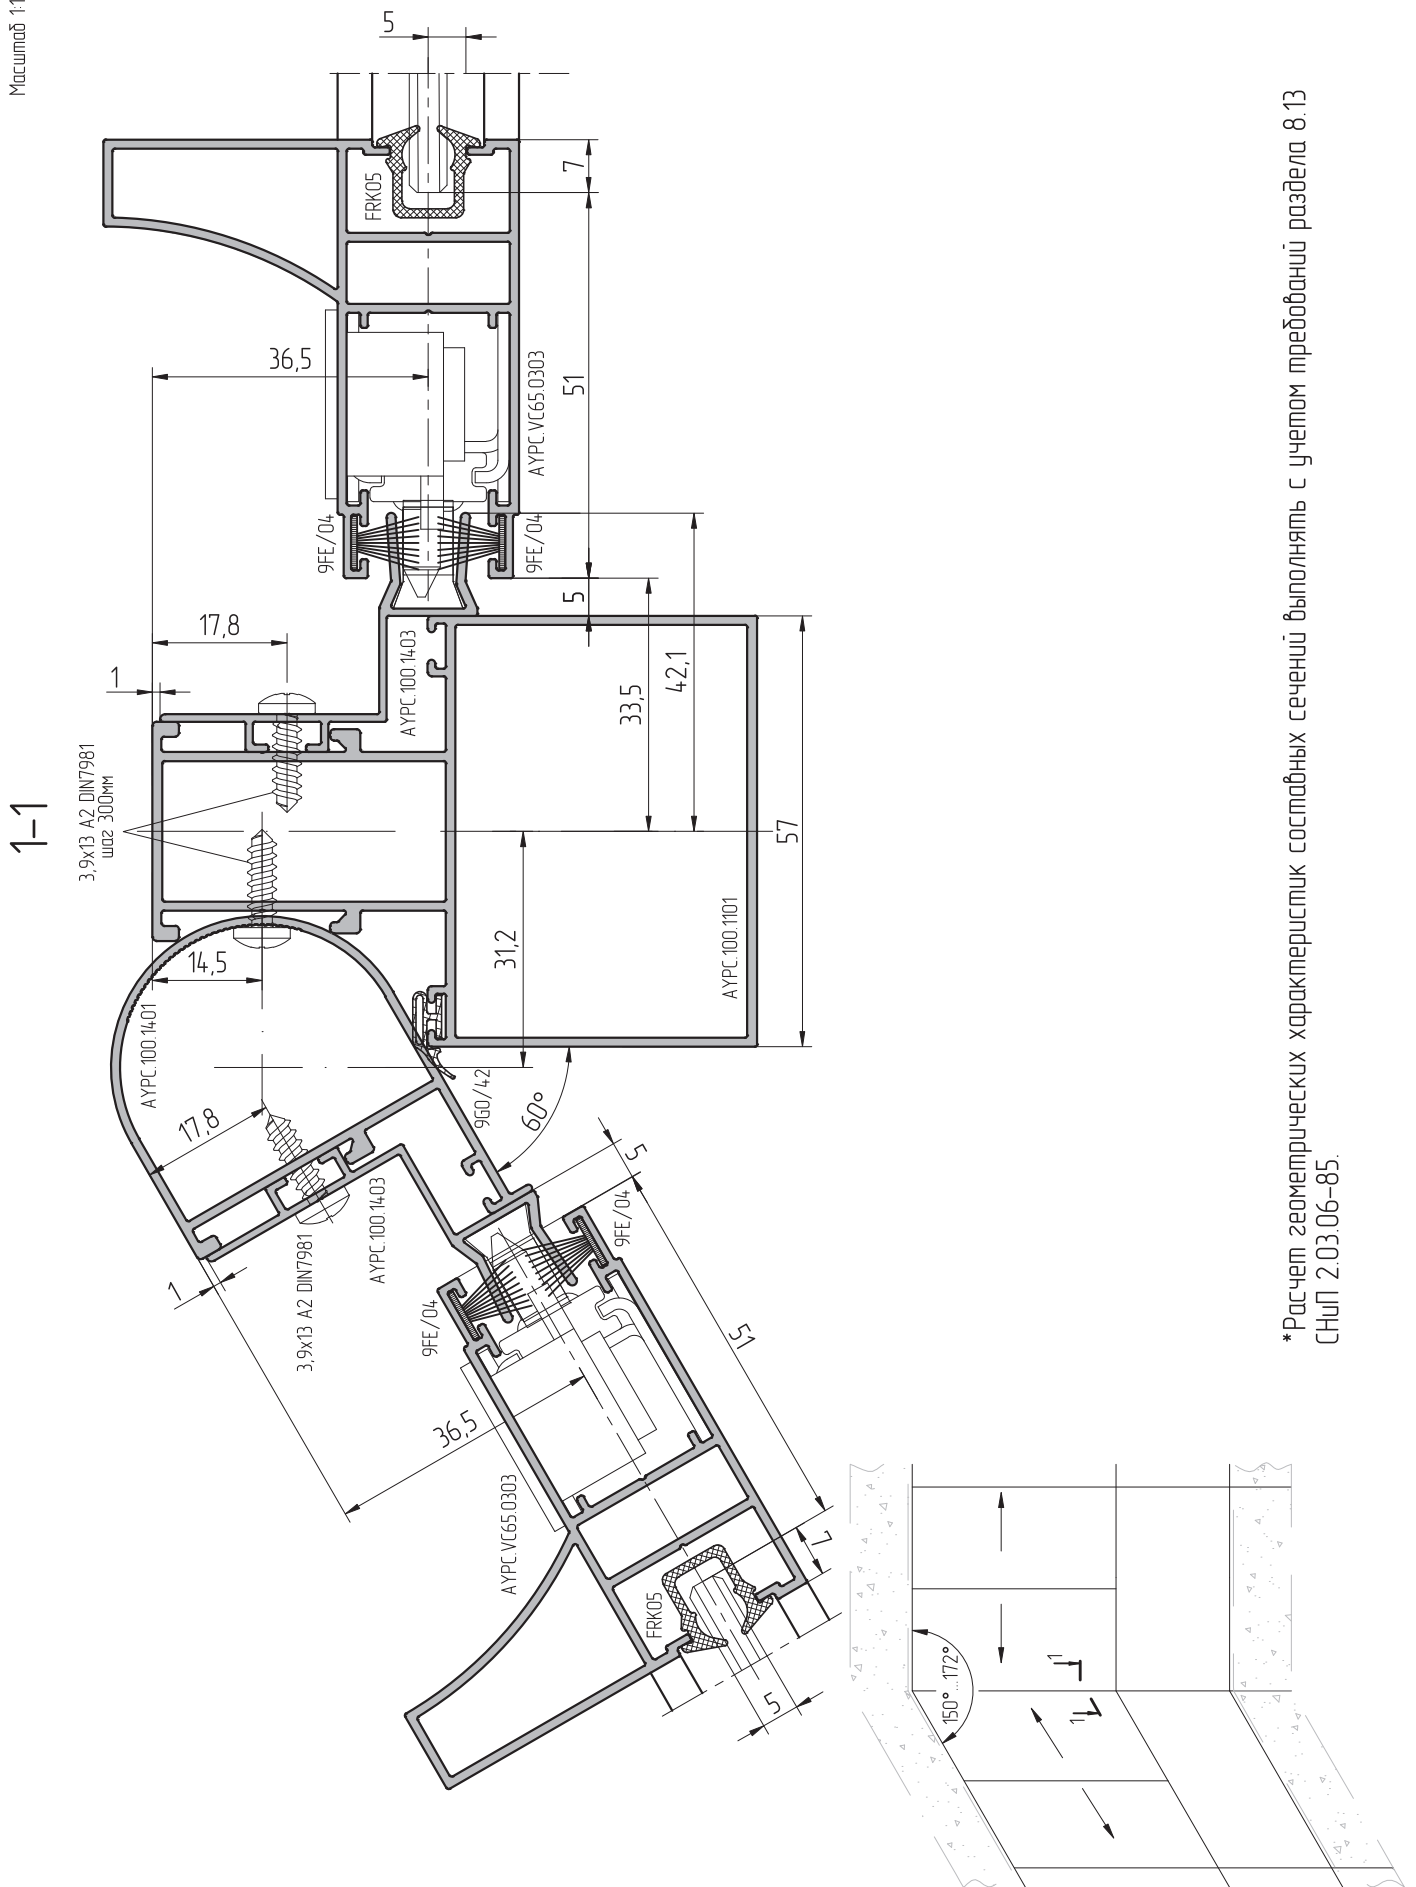 Масштаб 1:1
1-1
3,9x13 A2 DIN7981
шаг 300мм
5
7
FRK05
36,5
51
AYPC.VC65.0303
9FE/04
9FE/04
17,8
1
AYPC.100.1403
5
33,5
42,1
57
31,2
AYPC.100.1101
14,5
AYPC.100.1401
17,8
9GO/42
60°
1
3,9x13 A2 DIN7981
AYPC.100.1403
9FE/04
9FE/04
5
51
36,5
AYPC.VC65.0303
FRK05
7
5
150°...172°
1
1
*Расчет геометрических характеристик составных сечений выполнять с учетом требований раздела 8.13
СНиП 2.03.06-85.